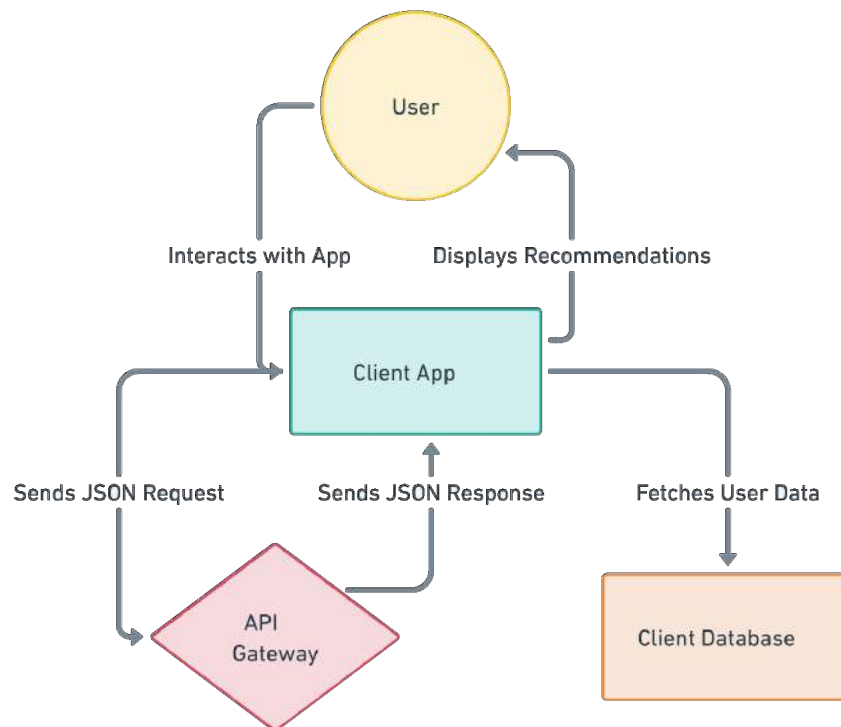 User
Interacts with App
Displays Recommendations
Client App
Sends JSON Request
Sends JSON Response
Fetches User Data
API
Gateway
Client Database